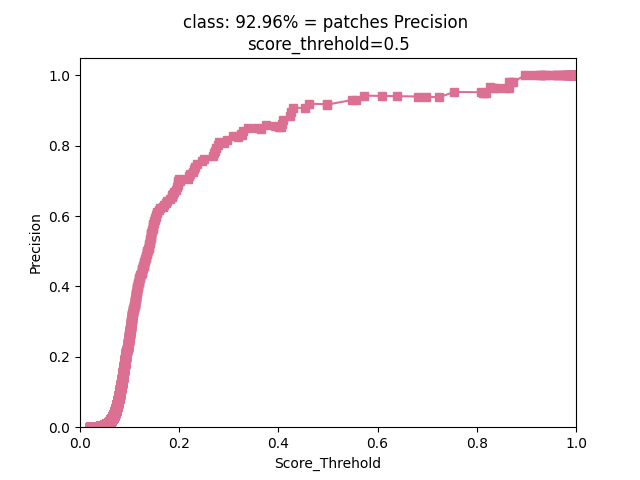 class: 92.96% = patches Precision
score_threhold=0.5
1.0
0.8
0.6
0.4
0.2
0.0
Precision
0.0 0.2 0.4 0.6 0.8 1.0
Score_Threhold